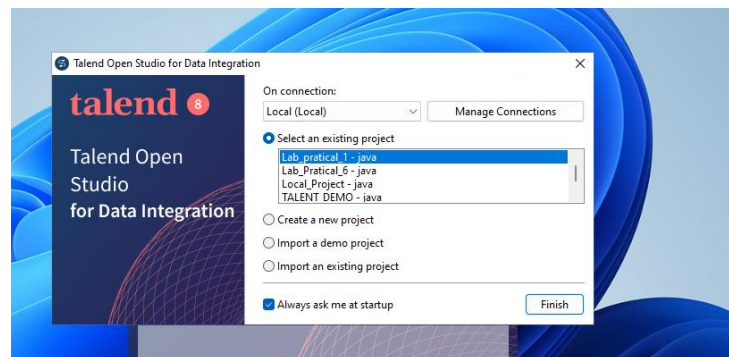 Talend Open Studio for Data Integration
talend 8
Talend Open
Studio
for Data Integration
On connection:
Local (Local)
Manage Connections
Select an existing project
Lab_pratical_1 - java
Lab_Pratical_6 - java
Local_Project - java
TALENT DEMO - java
Create a new project
Import a demo project
Import an existing project
Always ask me at startup
Finish